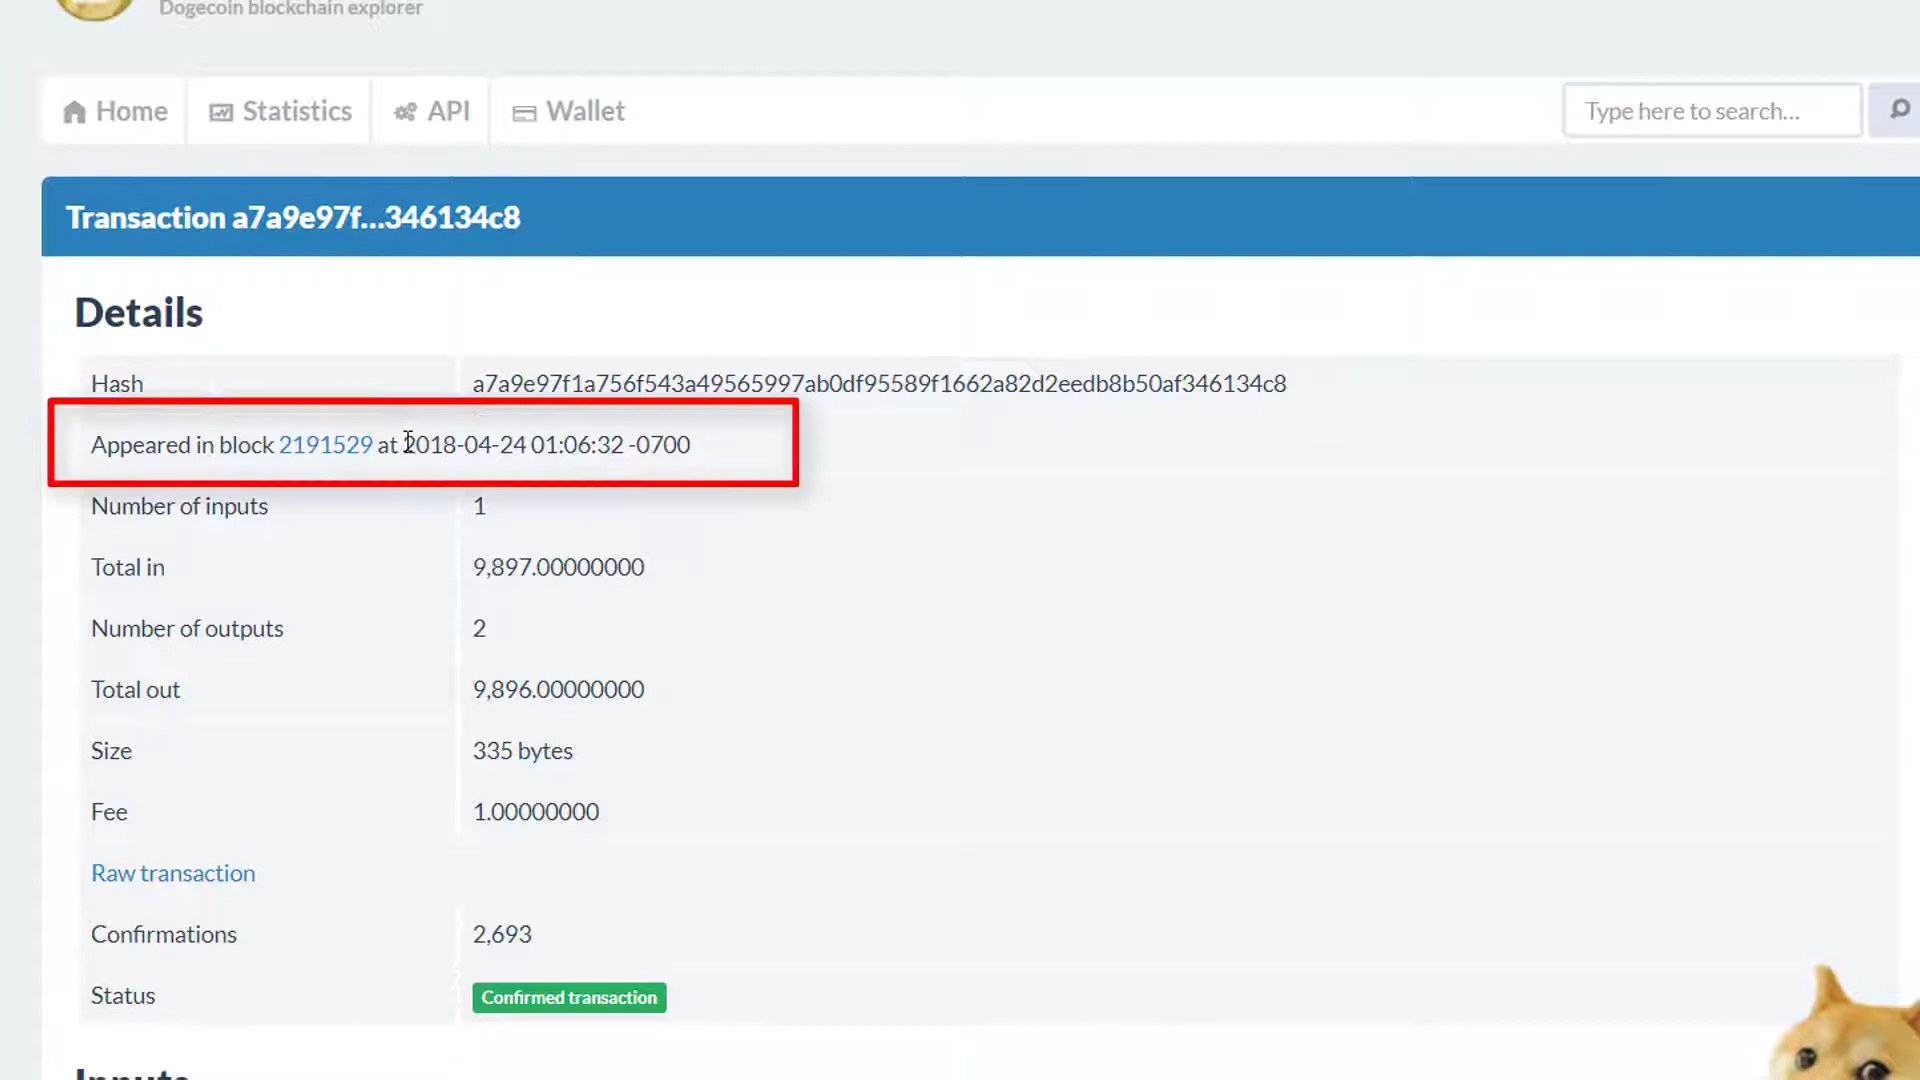 Dogecoin blockchain explorer
Home Statistics API Wallet Type here to search...
Transaction a7a9e97f...346134c8
Details
Hash a7a9e97f1a756f543a49565997ab0df95589f1662a82d2eedb8b50af346134c8
Appeared in block 2191529 at 2018-04-24 01:06:32 -0700
Number of inputs 1
Total in 9,897.00000000
Number of outputs 2
Total out 9,896.00000000
Size 335 bytes
Fee 1.00000000
Raw transaction
Confirmations 2,693
Status Confirmed transaction
Inputs